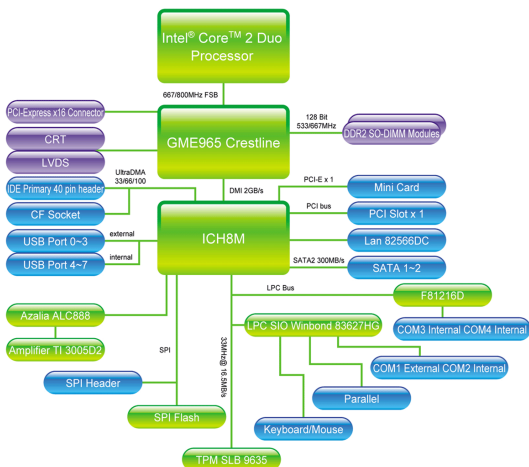 Intel® Core™ 2 Duo
Processor
667/800MHz FSB
PCI-Express x16 Connector
CRT
LVDS
GME965 Crestline
128 Bit
533/667MHz
DDR2 SO-DIMM Modules
UltraDMA
33/66/100
DMI 2GB/s
IDE Primary 40 pin header
CF Socket
USB Port 0~3
external
USB Port 4~7
internal
ICH8M
PCI-E x 1
Mini Card
PCI bus
PCI Slot x 1
Lan 82566DC
SATA2 300MB/s
SATA 1~2
LPC Bus
F81216D
COM3 Internal COM4 Internal
Azalia ALC888
Amplifier TI 3005D2
LPC SIO Winbond 83627HG
COM1 External COM2 Internal
Parallel
Keyboard/Mouse
SPI
SPI Header
SPI Flash
33MHz@ 16.5MB/s
TPM SLB 9635